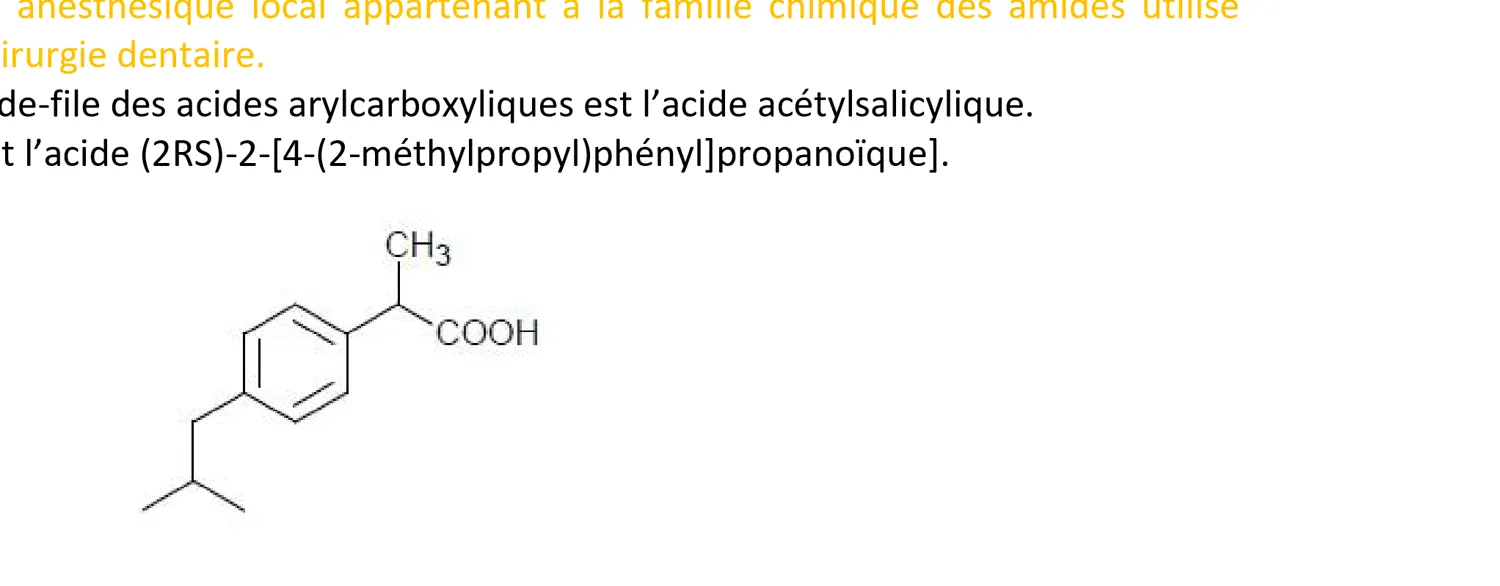 anesthésique local appartenant à la famille chimique des amides utilisé
irurgie dentaire.
de-file des acides arylcarboxyliques est l’acide acétylsalicylique.
t l’acide (2RS)-2-[4-(2-méthylpropyl)phényl]propanoïque].
CH3
COOH